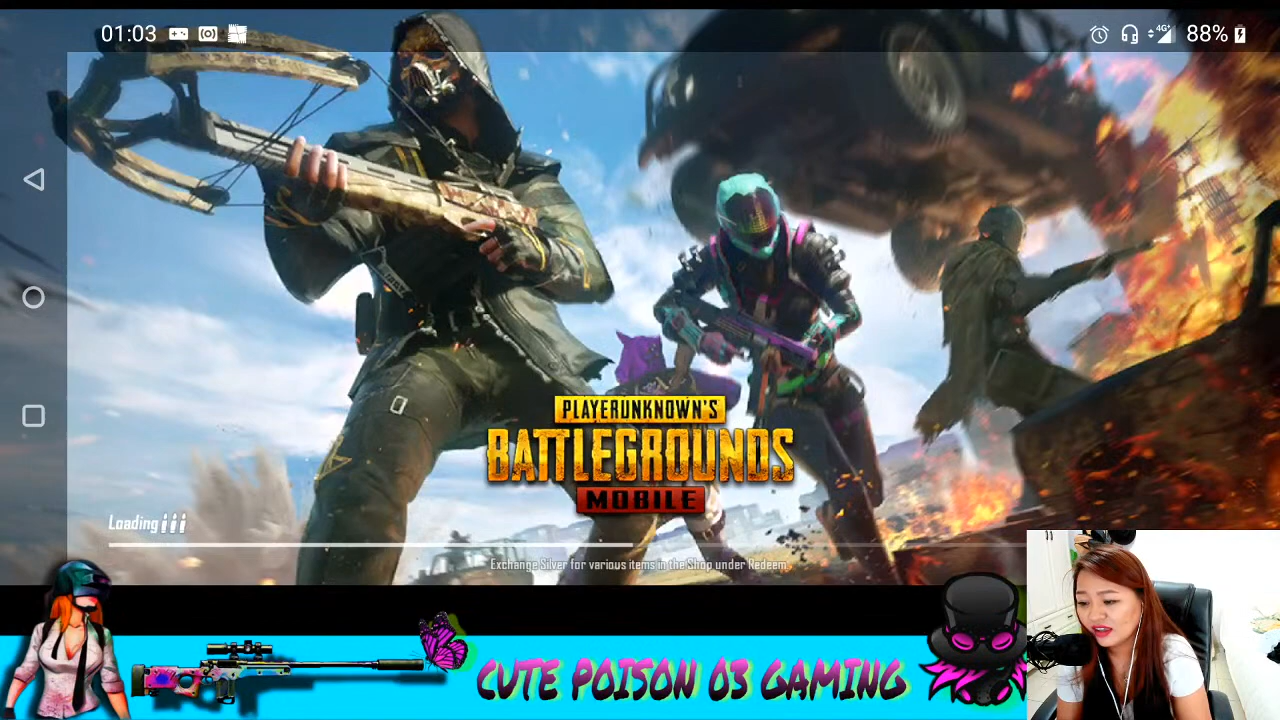 01:03
4G+
88%
PLAYERUNKNOWN'S
BATTLEGROUNDS
MOBILE
Loading
Exchange Silver for various items in the Shop under Redeem.
CUTE POISON 03 GAMING